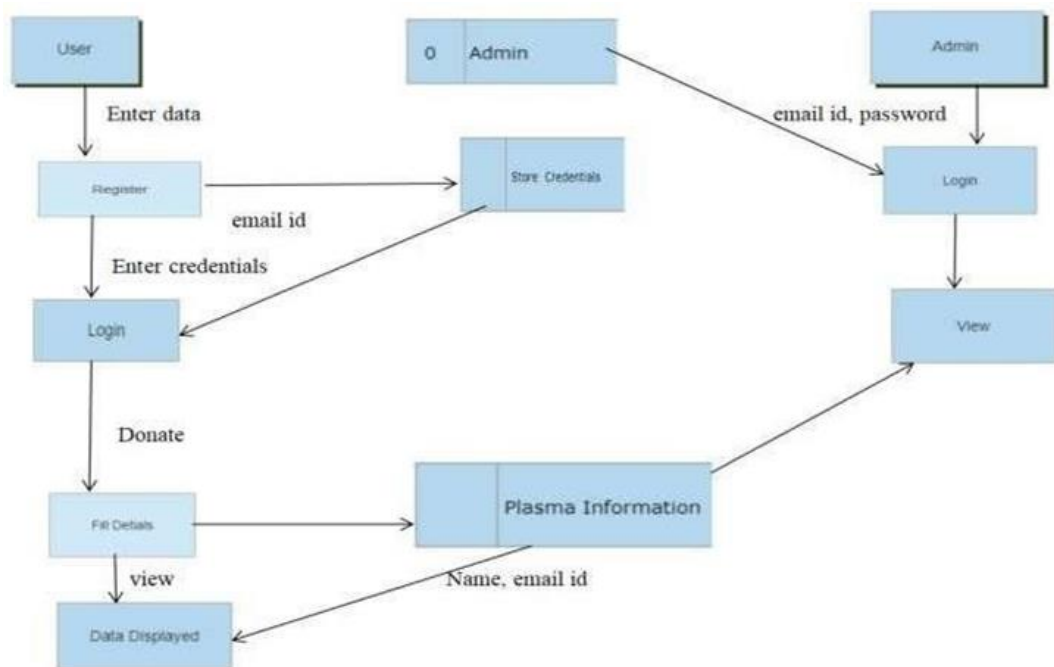 User
0 Admin
Admin
Enter data
email id, password
Register
Store Credentials
Login
email id
Enter credentials
Login
View
Donate
Plasma Information
Fill Detials
view
Name, email id
Data Displayed